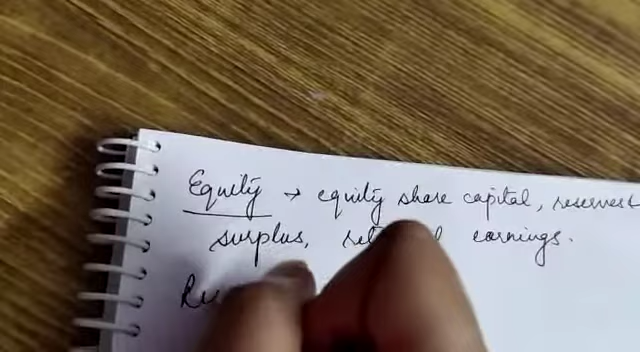 Equity → equity share capital, reserves &
surplus, earnings.